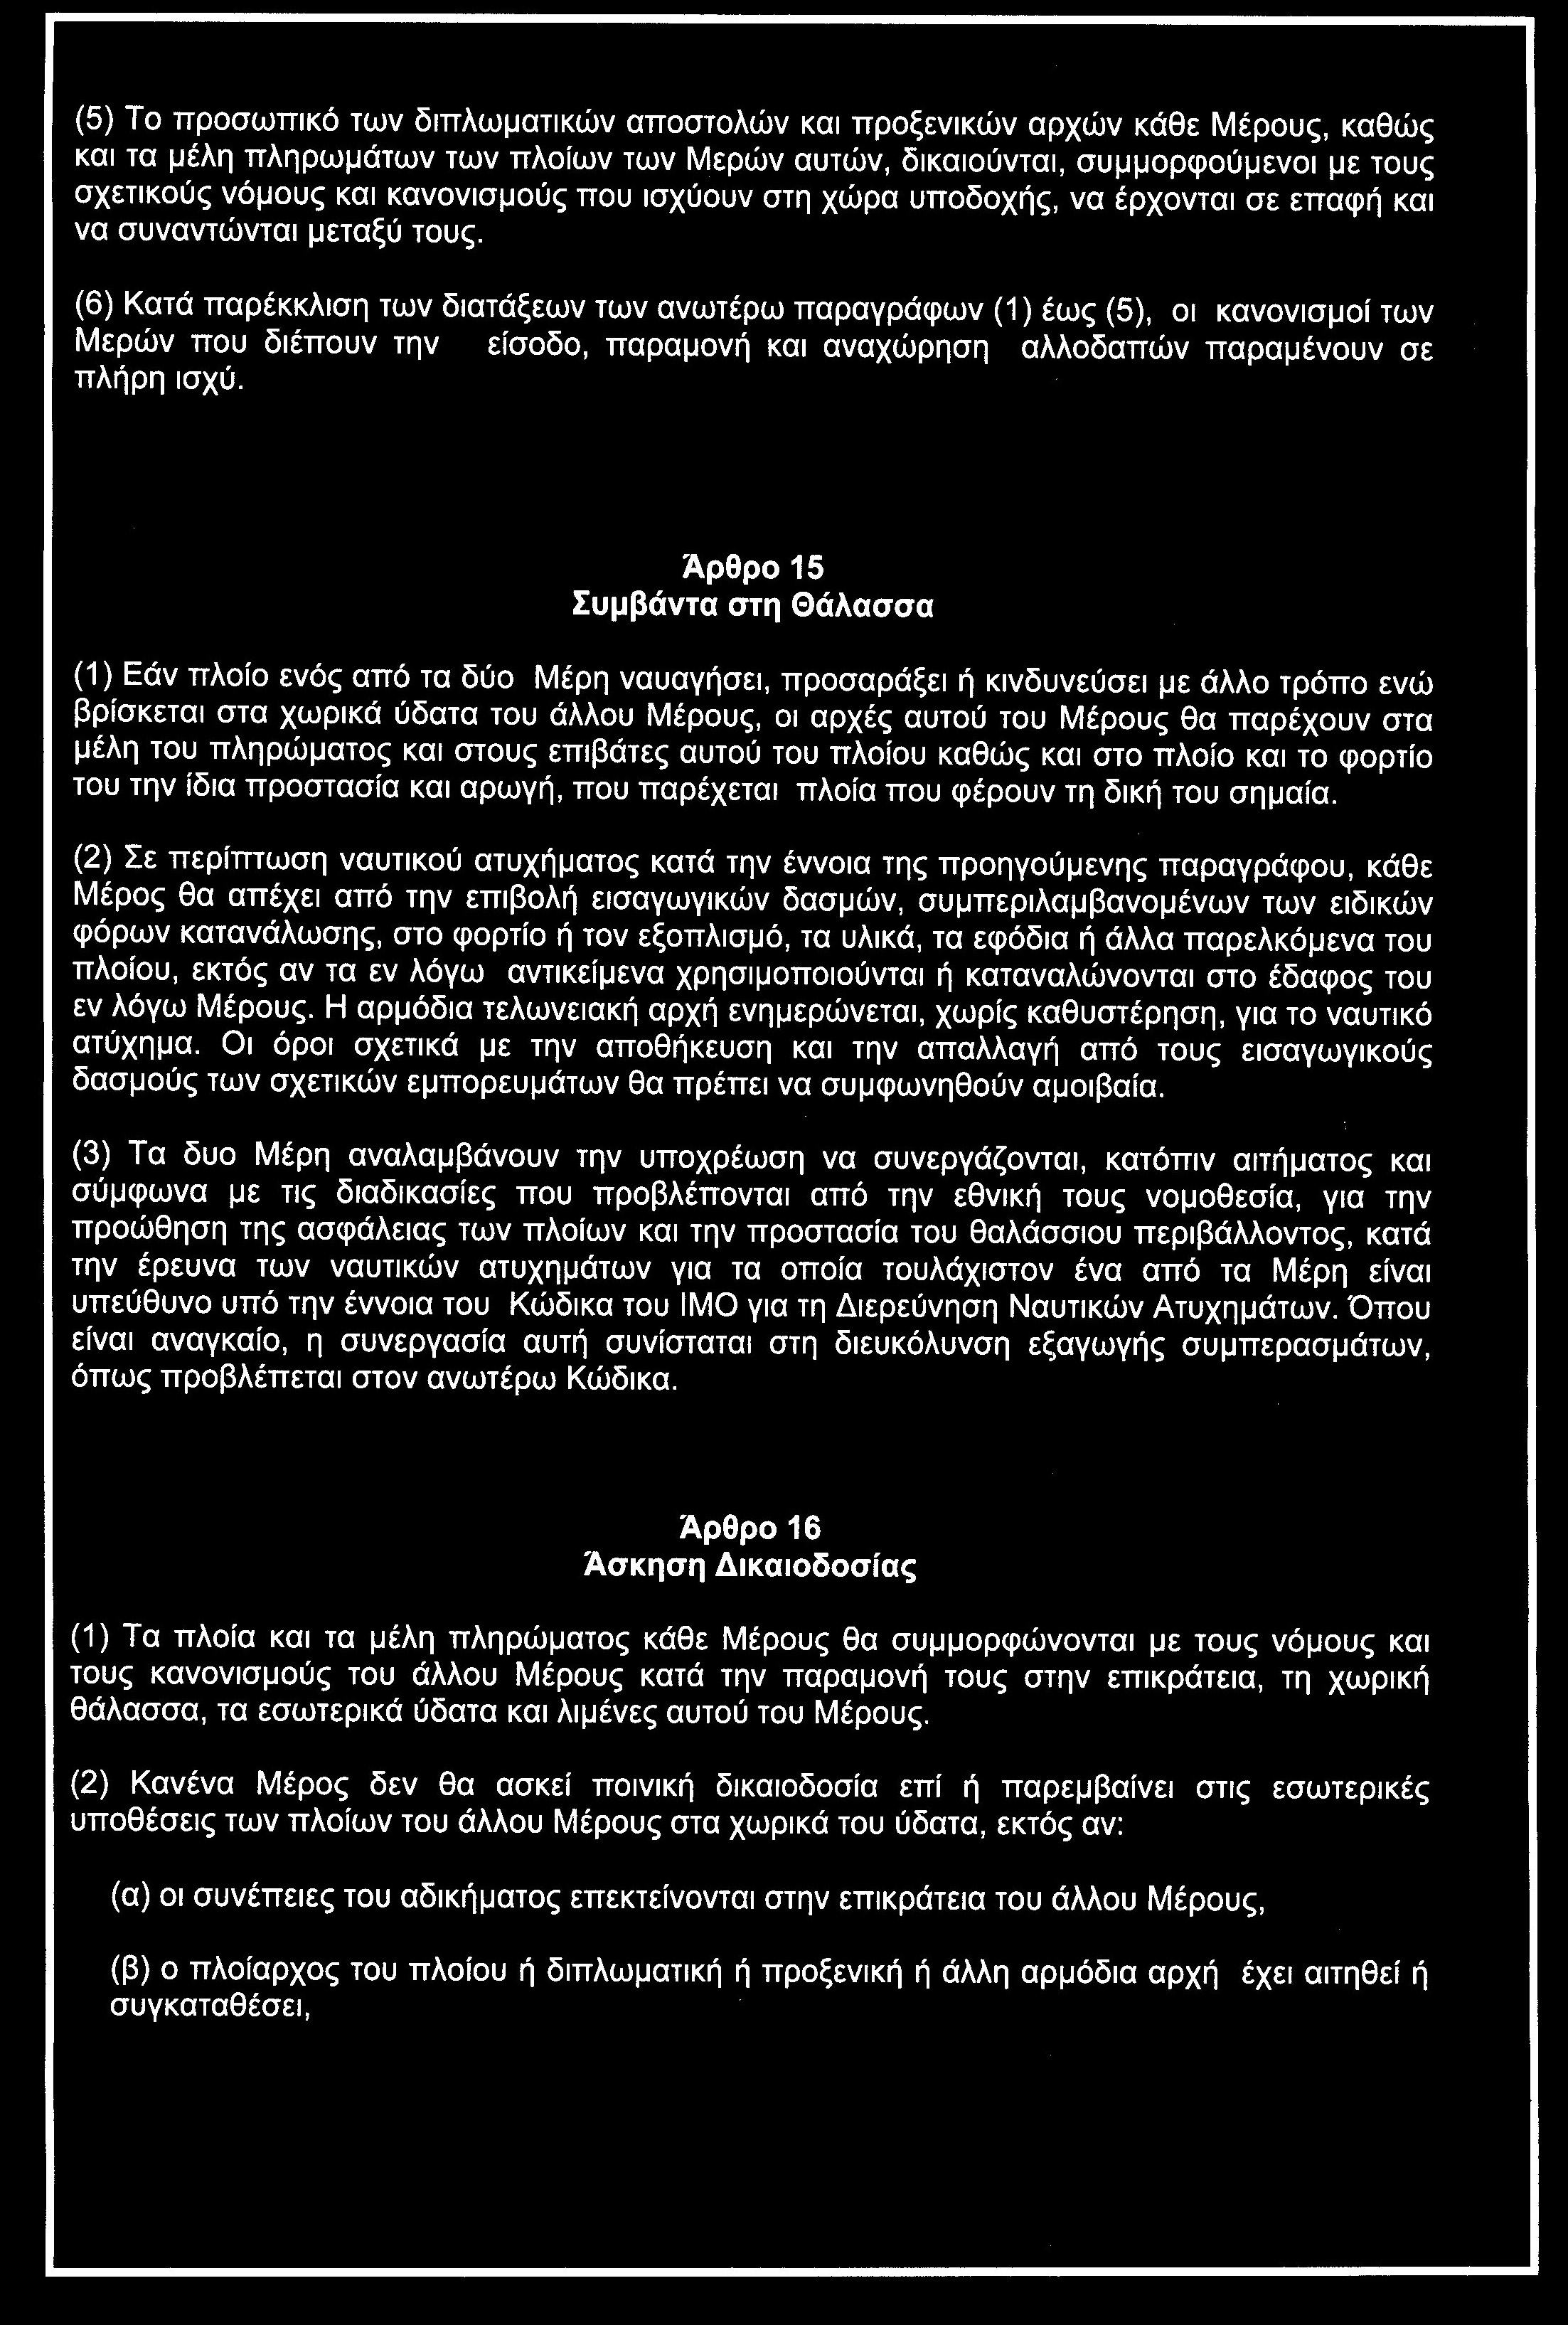 (5) Το προσωπικό των διπλωματικών αποστολών και προξενικών αρχών κάθε Μέρους, καθώς
και τα μέλη πληρωμάτων των πλοίων των Μερών αυτών, δικαιούνται, συμμορφούμενοι με τους
σχετικούς νόμους και κανονισμούς που ισχύουν στη χώρα υποδοχής, να έρχονται σε επαφή και
να συναντώνται μεταξύ τους.
(6) Κατά παρέκκλιση των διατάξεων των ανωτέρω παραγράφων (1) έως (5), οι κανονισμοί των
Μερών που διέπουν την είσοδο, παραμονή και αναχώρηση αλλοδαπών παραμένουν σε
πλήρη ισχύ.
Άρθρο 15
Συμβάντα στη Θάλασσα
(1) Εάν πλοίο ενός από τα δύο Μέρη ναυαγήσει, προσαράξει ή κινδυνεύσει με άλλο τρόπο ενώ
βρίσκεται στα χωρικά ύδατα του άλλου Μέρους, οι αρχές αυτού του Μέρους θα παρέχουν στα
μέλη του πληρώματος και στους επιβάτες αυτού του πλοίου καθώς και στο πλοίο και το φορτίο
του την ίδια προστασία και αρωγή, που παρέχεται πλοία που φέρουν τη δική του σημαία.
(2) Σε περίπτωση ναυτικού ατυχήματος κατά την έννοια της προηγούμενης παραγράφου, κάθε
Μέρος θα απέχει από την επιβολή εισαγωγικών δασμών, συμπεριλαμβανομένων των ειδικών
φόρων κατανάλωσης, στο φορτίο ή τον εξοπλισμό, τα υλικά, τα εφόδια ή άλλα παρελκόμενα του
πλοίου, εκτός αν τα εν λόγω αντικείμενα χρησιμοποιούνται ή καταναλώνονται στο έδαφος του
εν λόγω Μέρους. Η αρμόδια τελωνειακή αρχή ενημερώνεται, χωρίς καθυστέρηση, για το ναυτικό
ατύχημα. Οι όροι σχετικά με την αποθήκευση και την απαλλαγή από τους εισαγωγικούς
δασμούς των σχετικών εμπορευμάτων θα πρέπει να συμφωνηθούν αμοιβαία.
(3) Τα δυο Μέρη αναλαμβάνουν την υποχρέωση να συνεργάζονται, κατόπιν αιτήματος και
σύμφωνα με τις διαδικασίες που προβλέπονται από την εθνική τους νομοθεσία, για την
προώθηση της ασφάλειας των πλοίων και την προστασία του θαλάσσιου περιβάλλοντος, κατά
την έρευνα των ναυτικών ατυχημάτων για τα οποία τουλάχιστον ένα από τα Μέρη είναι
υπεύθυνο υπό την έννοια του Κώδικα του ΙΜΟ για τη Διερεύνηση Ναυτικών Ατυχημάτων. Όπου
είναι αναγκαίο, η συνεργασία αυτή συνίσταται στη διευκόλυνση εξαγωγής συμπερασμάτων,
όπως προβλέπεται στον ανωτέρω Κώδικα.
Άρθρο 16
Άσκηση Δικαιοδοσίας
(1) Τα πλοία και τα μέλη πληρώματος κάθε Μέρους θα συμμορφώνονται με τους νόμους και
τους κανονισμούς του άλλου Μέρους κατά την παραμονή τους στην επικράτεια, τη χωρική
θάλασσα, τα εσωτερικά ύδατα και λιμένες αυτού του Μέρους.
(2) Κανένα Μέρος δεν θα ασκεί ποινική δικαιοδοσία επί ή παρεμβαίνει στις εσωτερικές
υποθέσεις των πλοίων του άλλου Μέρους στα χωρικά του ύδατα, εκτός αν:
(α) οι συνέπειες του αδικήματος επεκτείνονται στην επικράτεια του άλλου Μέρους,
(β) ο πλοίαρχος του πλοίου ή διπλωματική ή προξενική ή άλλη αρμόδια αρχή έχει αιτηθεί ή
συγκαταθέσει,